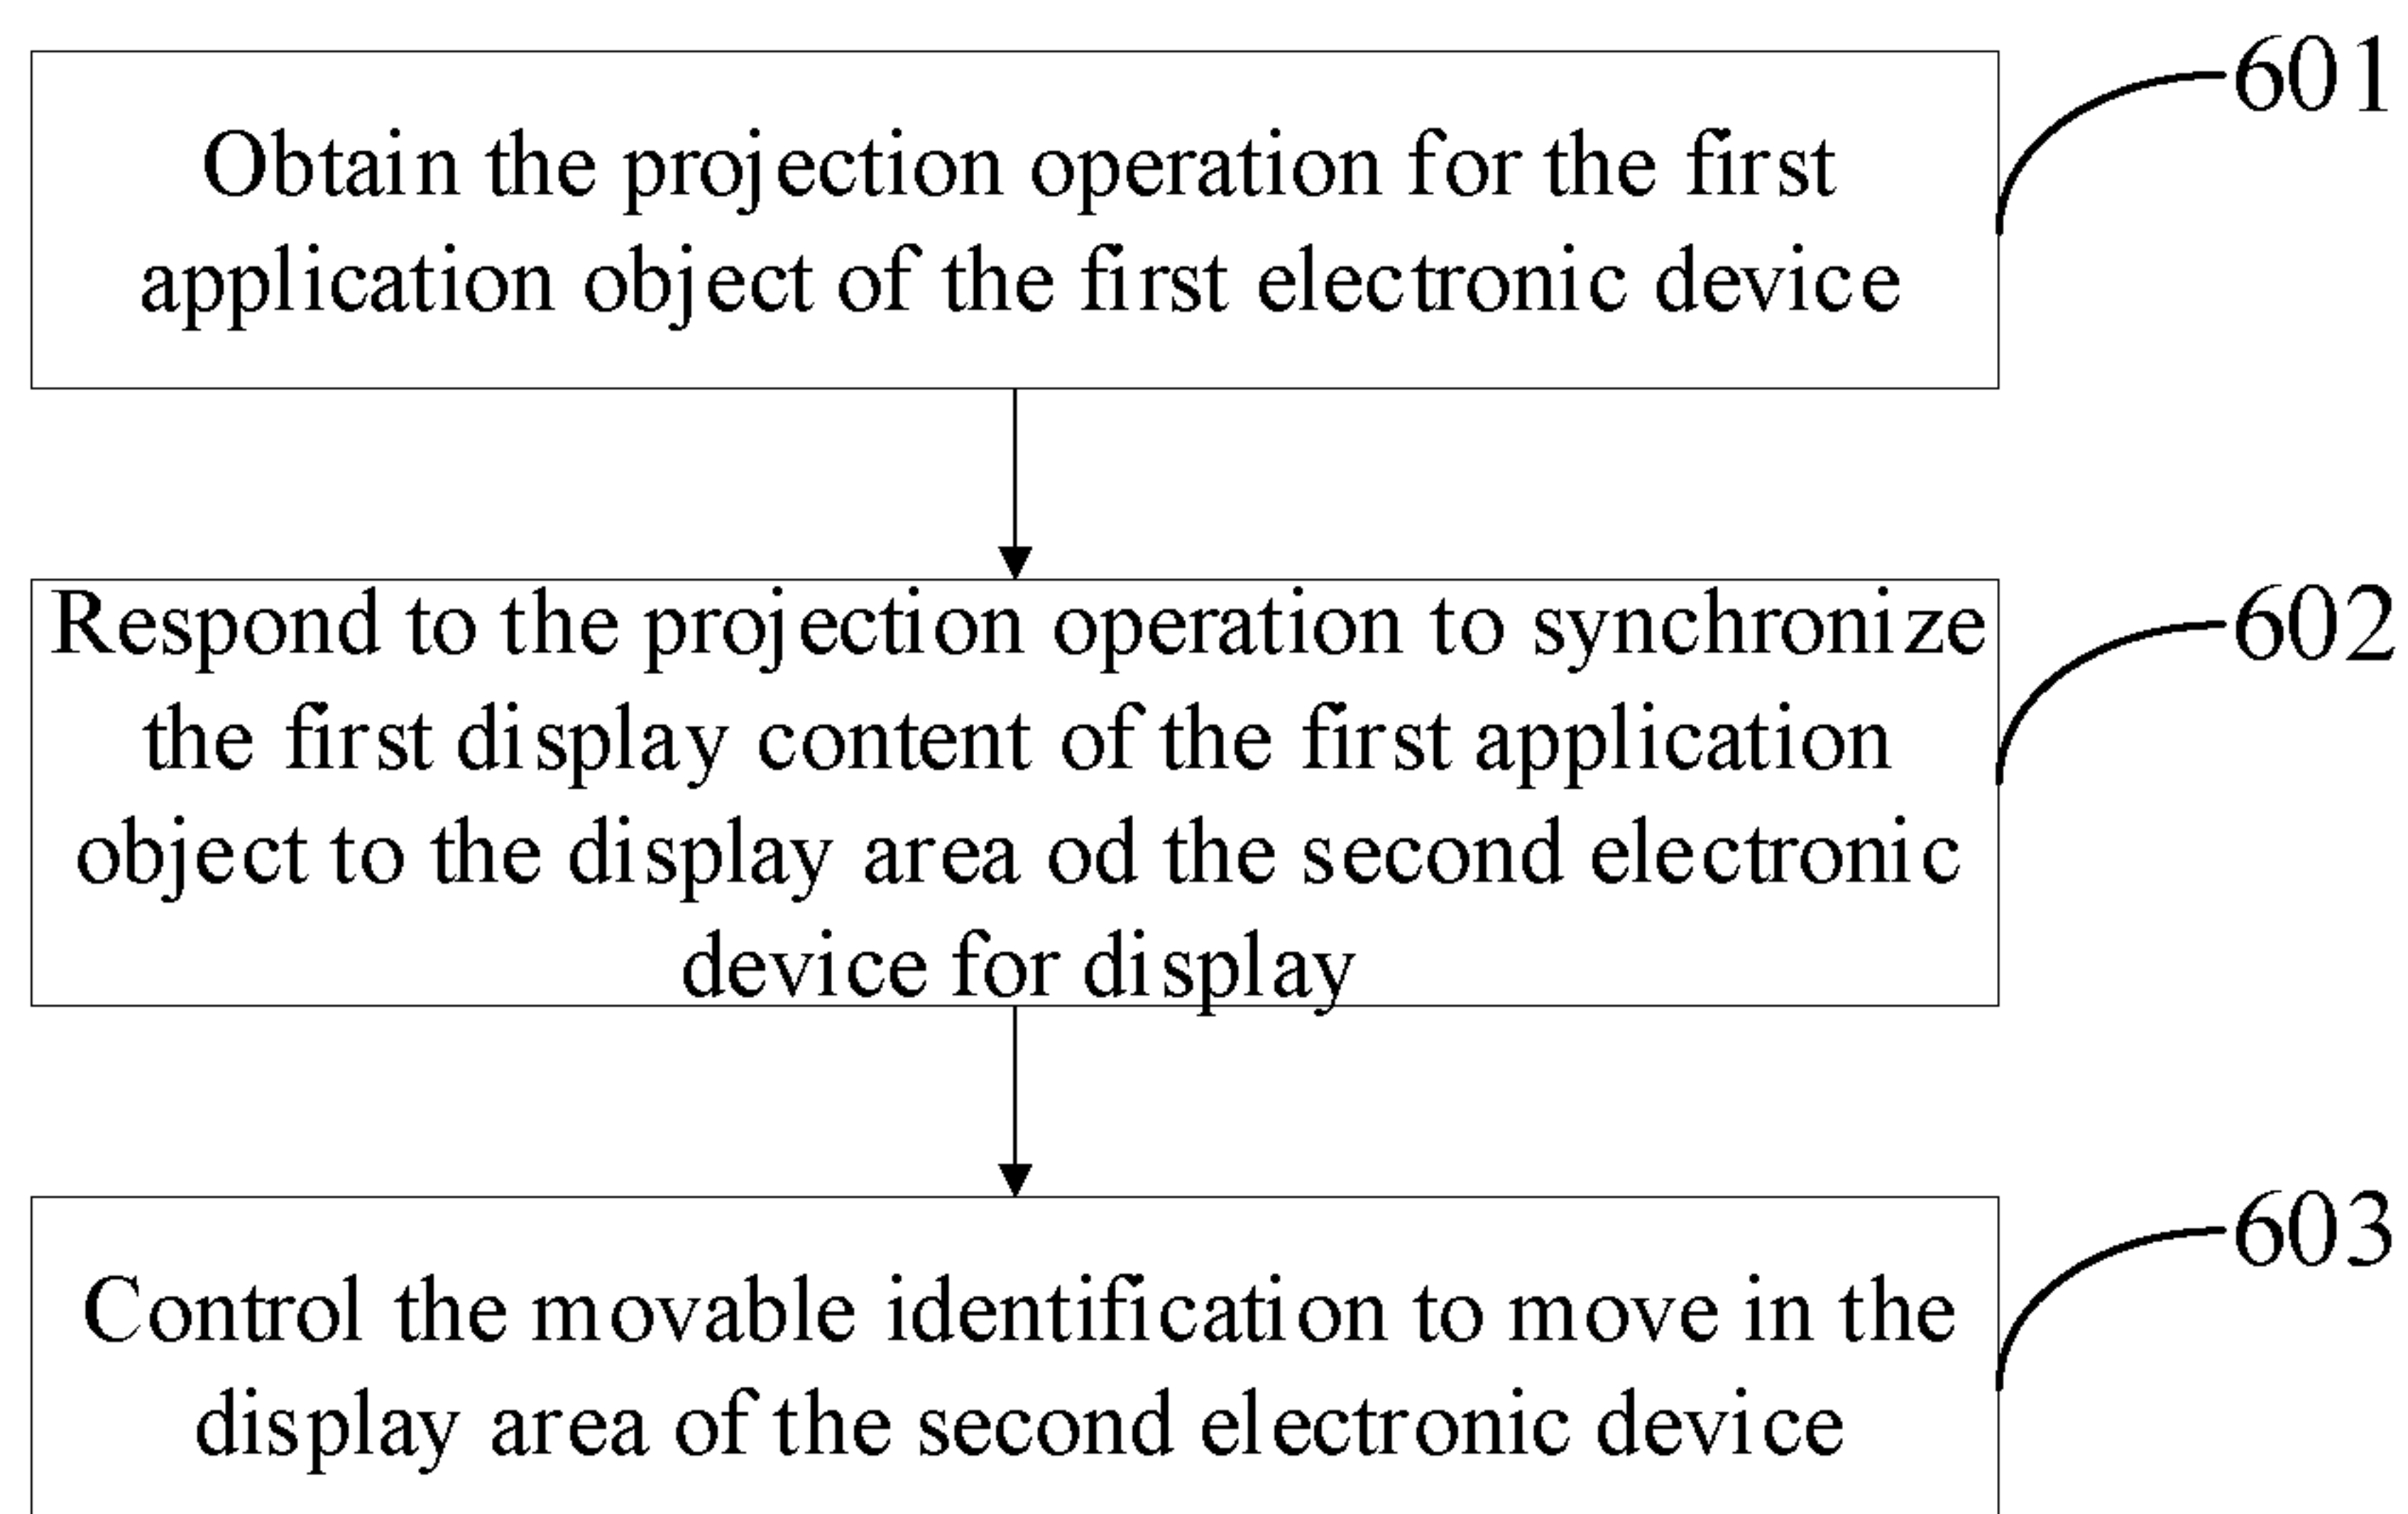 601
Obtain the projection operation for the first
application object of the first electronic device
602
Respond to the projection operation to synchronize
the first display content of the first application
object to the display area od the second electronic
device for display
603
Control the movable identification to move in the
display area of the second electronic device